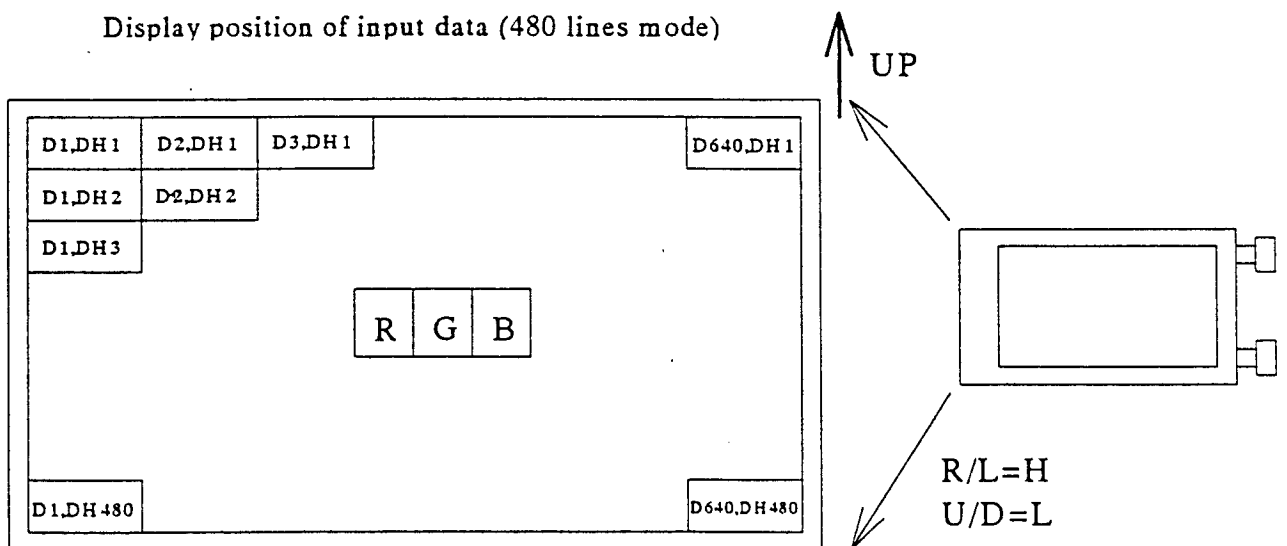 Display position of input data (480 lines mode)
UP
D1,DH1 D2,DH1 D3,DH1 D640,DH1
D1,DH2 D2,DH2
D1,DH3
R G B
D1,DH480 D640,DH480
R/L=H
U/D=L